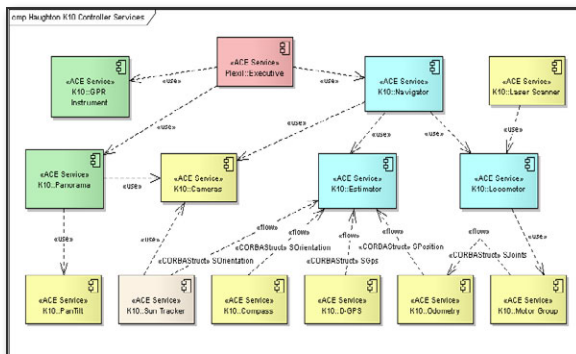 cmp Haughton K10 Controller Services
«ACE Service»
K10::GPR
Instrument
«ACE Service»
Plexil::Executive
«ACE Service»
K10::Navigator
«ACE Service»
K10::Laser Scanner
«use»
«use»
«use»
«use»
«use»
«use»
«use»
«ACE Service»
K10::Panorama
«use»
«ACE Service»
K10::Cameras
«ACE Service»
K10::Estimator
«ACE Service»
K10::Locomotor
«use»
«use»
«flow»
«flow»
«flow»
«flow»
«flow»
«use»
«CORBAStruct» SOrientation
«CORBAStruct» SOrientation
«CORBAStruct» SGps
«CORBAStruct» SPosition
«CORBAStruct» SJoints
«ACE Service»
K10::PanTilt
«ACE Service»
K10::Sun Tracker
«ACE Service»
K10::Compass
«ACE Service»
K10::D-GPS
«ACE Service»
K10::Odometry
«ACE Service»
K10::Motor Group